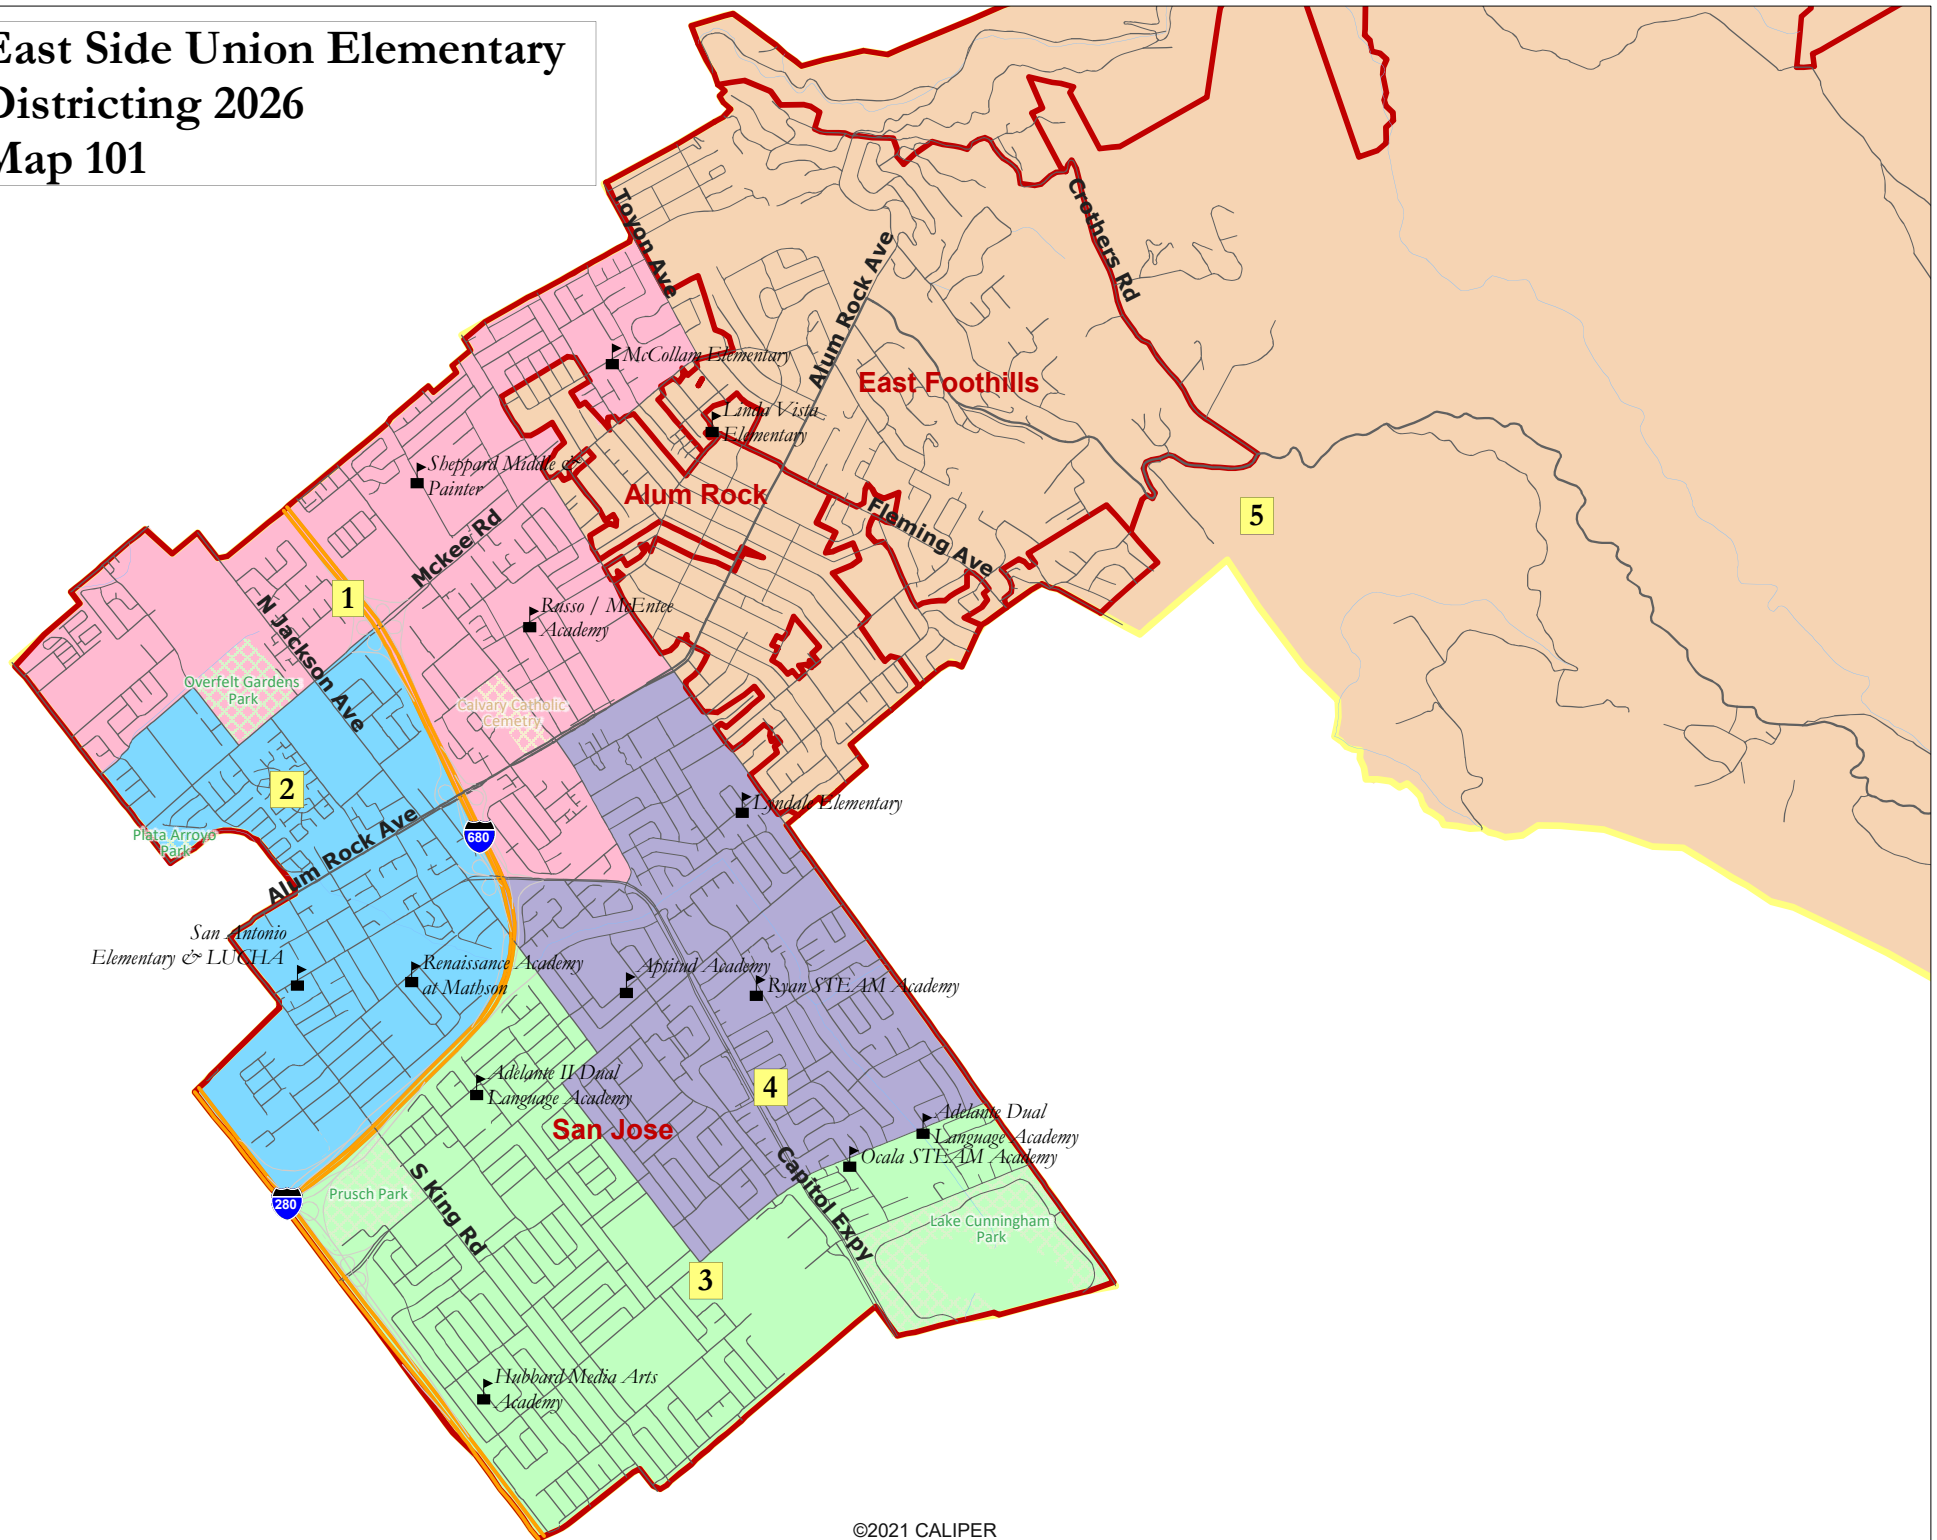 East Side Union Elementary
Districting 2026
Map 101
Toyon Ave
Crothers Rd
Alum Rock Ave
McCollam Elementary
East Foothills
Linda Vista
Elementary
Sheppard Middle &
Painter
Alum Rock
Mckee Rd
Fleming Ave
5
1
N Jackson Ave
Russo / McEntee
Academy
Overfelt Gardens
Park
Calvary Catholic
Cemetry
2
Lyndale Elementary
Plata Arroyo
Park
680
Alum Rock Ave
San Antonio
Elementary & LUCHA
Renaissance Academy
at Mathson
Aptitud Academy
Ryan STEAM Academy
Adelante II Dual
Language Academy
4
San Jose
Adelante Dual
Language Academy
Ocala STEAM Academy
Capitol Expy
S King Rd
Prusch Park
280
Lake Cunningham
Park
3
Hubbard Media Arts
Academy
©2021 CALIPER